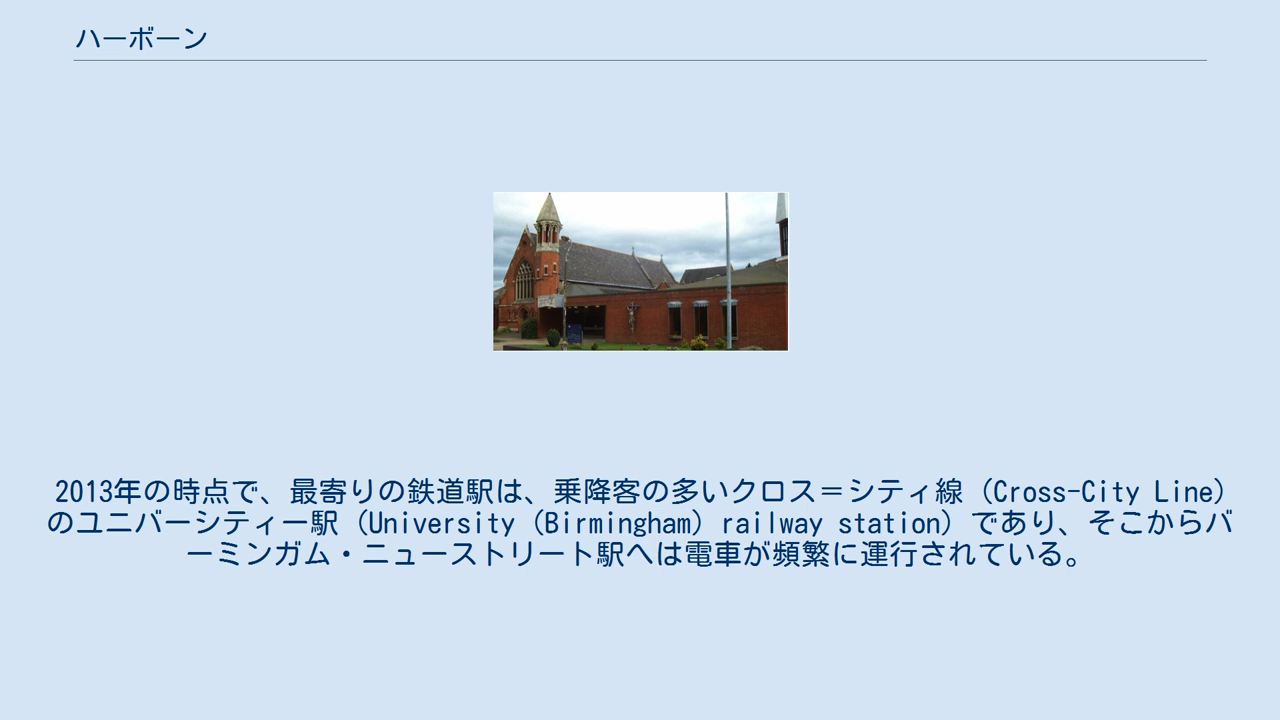 ハーボーン
2013年の時点で、最寄りの鉄道駅は、乗降客の多いクロス＝シティ線（Cross-City Line）
のユニバーシティー駅（University（Birmingham）railway station）であり、そこからバ
ーミンガム・ニューストリート駅へは電車が頻繁に運行されている。